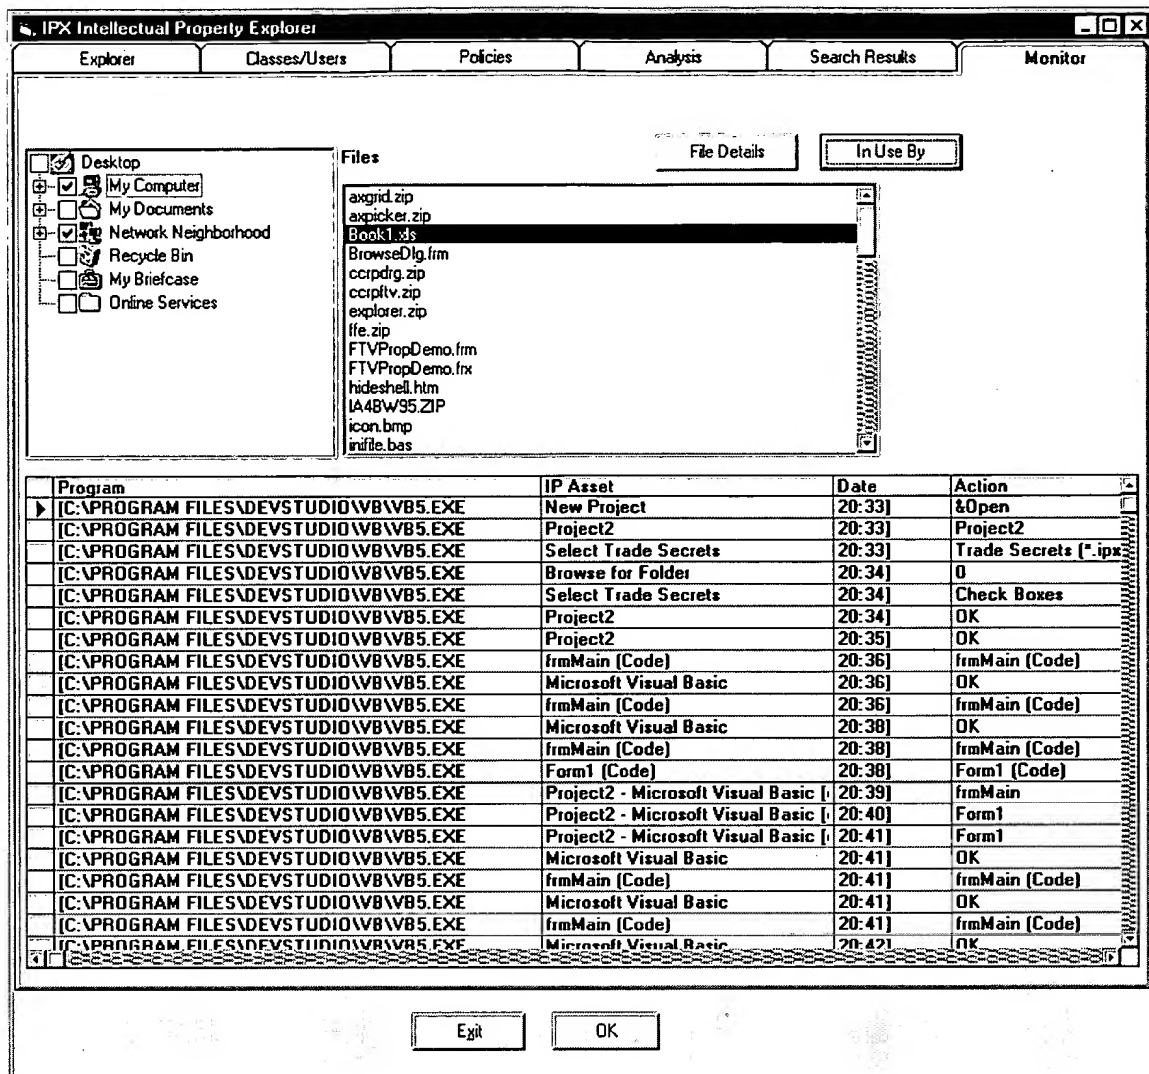 IPX Intellectual Property Explorer
Explorer Classes/Users Policies Analysis Search Results Monitor
File Details In Use By
Desktop
My Computer
My Documents
Network Neighborhood
Recycle Bin
My Briefcase
Online Services
Files
axgrid.zip
axpicker.zip
Book1.xls
BrowseDlg.frm
ccrpdrg.zip
ccrpftv.zip
explorer.zip
ffe.zip
FTVPropDemo.frm
FTVPropDemo.frx
hideshell.htm
IA4BW95.ZIP
icon.bmp
inifile.bas
Program IP Asset Date Action
[C:\PROGRAM FILES\DEVSTUDIO\VB\VB5.EXE New Project 20:33] &Open
[C:\PROGRAM FILES\DEVSTUDIO\VB\VB5.EXE Project2 20:33] Project2
[C:\PROGRAM FILES\DEVSTUDIO\VB\VB5.EXE Select Trade Secrets 20:33] Trade Secrets (*.ipx
[C:\PROGRAM FILES\DEVSTUDIO\VB\VB5.EXE Browse for Folder 20:34] 0
[C:\PROGRAM FILES\DEVSTUDIO\VB\VB5.EXE Select Trade Secrets 20:34] Check Boxes
[C:\PROGRAM FILES\DEVSTUDIO\VB\VB5.EXE Project2 20:34] OK
[C:\PROGRAM FILES\DEVSTUDIO\VB\VB5.EXE Project2 20:35] OK
[C:\PROGRAM FILES\DEVSTUDIO\VB\VB5.EXE frmMain (Code) 20:36] frmMain (Code)
[C:\PROGRAM FILES\DEVSTUDIO\VB\VB5.EXE Microsoft Visual Basic 20:36] OK
[C:\PROGRAM FILES\DEVSTUDIO\VB\VB5.EXE frmMain (Code) 20:36] frmMain (Code)
[C:\PROGRAM FILES\DEVSTUDIO\VB\VB5.EXE Microsoft Visual Basic 20:38] OK
[C:\PROGRAM FILES\DEVSTUDIO\VB\VB5.EXE frmMain (Code) 20:38] frmMain (Code)
[C:\PROGRAM FILES\DEVSTUDIO\VB\VB5.EXE Form1 (Code) 20:38] Form1 (Code)
[C:\PROGRAM FILES\DEVSTUDIO\VB\VB5.EXE Project2 - Microsoft Visual Basic [ 20:39] frmMain
[C:\PROGRAM FILES\DEVSTUDIO\VB\VB5.EXE Project2 - Microsoft Visual Basic [ 20:40] Form1
[C:\PROGRAM FILES\DEVSTUDIO\VB\VB5.EXE Project2 - Microsoft Visual Basic [ 20:41] Form1
[C:\PROGRAM FILES\DEVSTUDIO\VB\VB5.EXE Microsoft Visual Basic 20:41] OK
[C:\PROGRAM FILES\DEVSTUDIO\VB\VB5.EXE frmMain (Code) 20:41] frmMain (Code)
[C:\PROGRAM FILES\DEVSTUDIO\VB\VB5.EXE Microsoft Visual Basic 20:41] OK
[C:\PROGRAM FILES\DEVSTUDIO\VB\VB5.EXE frmMain (Code) 20:41] frmMain (Code)
[C:\PROGRAM FILES\DEVSTUDIO\VB\VB5.EXE Microsoft Visual Basic 20:42] OK
Exit OK